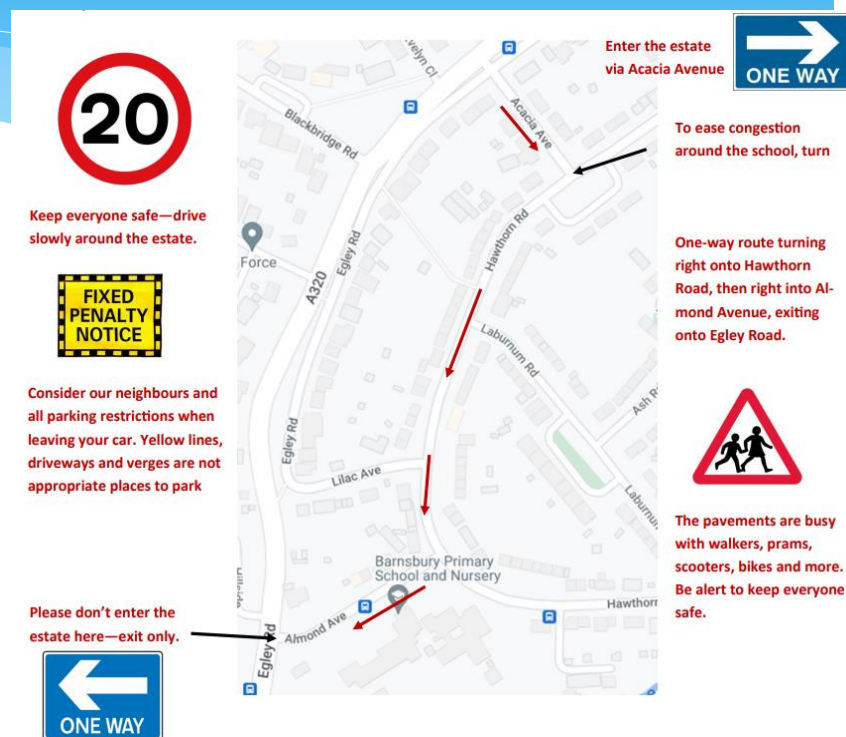 Enter the estate
via Acacia Avenue
ONE WAY
20
Keep everyone safe—drive
slowly around the estate.
FIXED
PENALTY
NOTICE
Consider our neighbours and
all parking restrictions when
leaving your car. Yellow lines,
driveways and verges are not
appropriate places to park
Please don't enter the
estate here—exit only.
ONE WAY
To ease congestion
around the school, turn
One-way route turning
right onto Hawthorn
Road, then right into Al-
mond Avenue, exiting
onto Egley Road.
The pavements are busy
with walkers, prams,
scooters, bikes and more.
Be alert to keep everyone
safe.
velyn Cl
Blackbridge Rd
Acacia Ave
Force
A320
Egley Rd
Hawthorn Rd
Laburnum Rd
Ash R
Egley Rd
Lilac Ave
Laburnum
Barnsbury Primary
School and Nursery
Hillside
Almond Ave
Hawthorn
Egley Rd